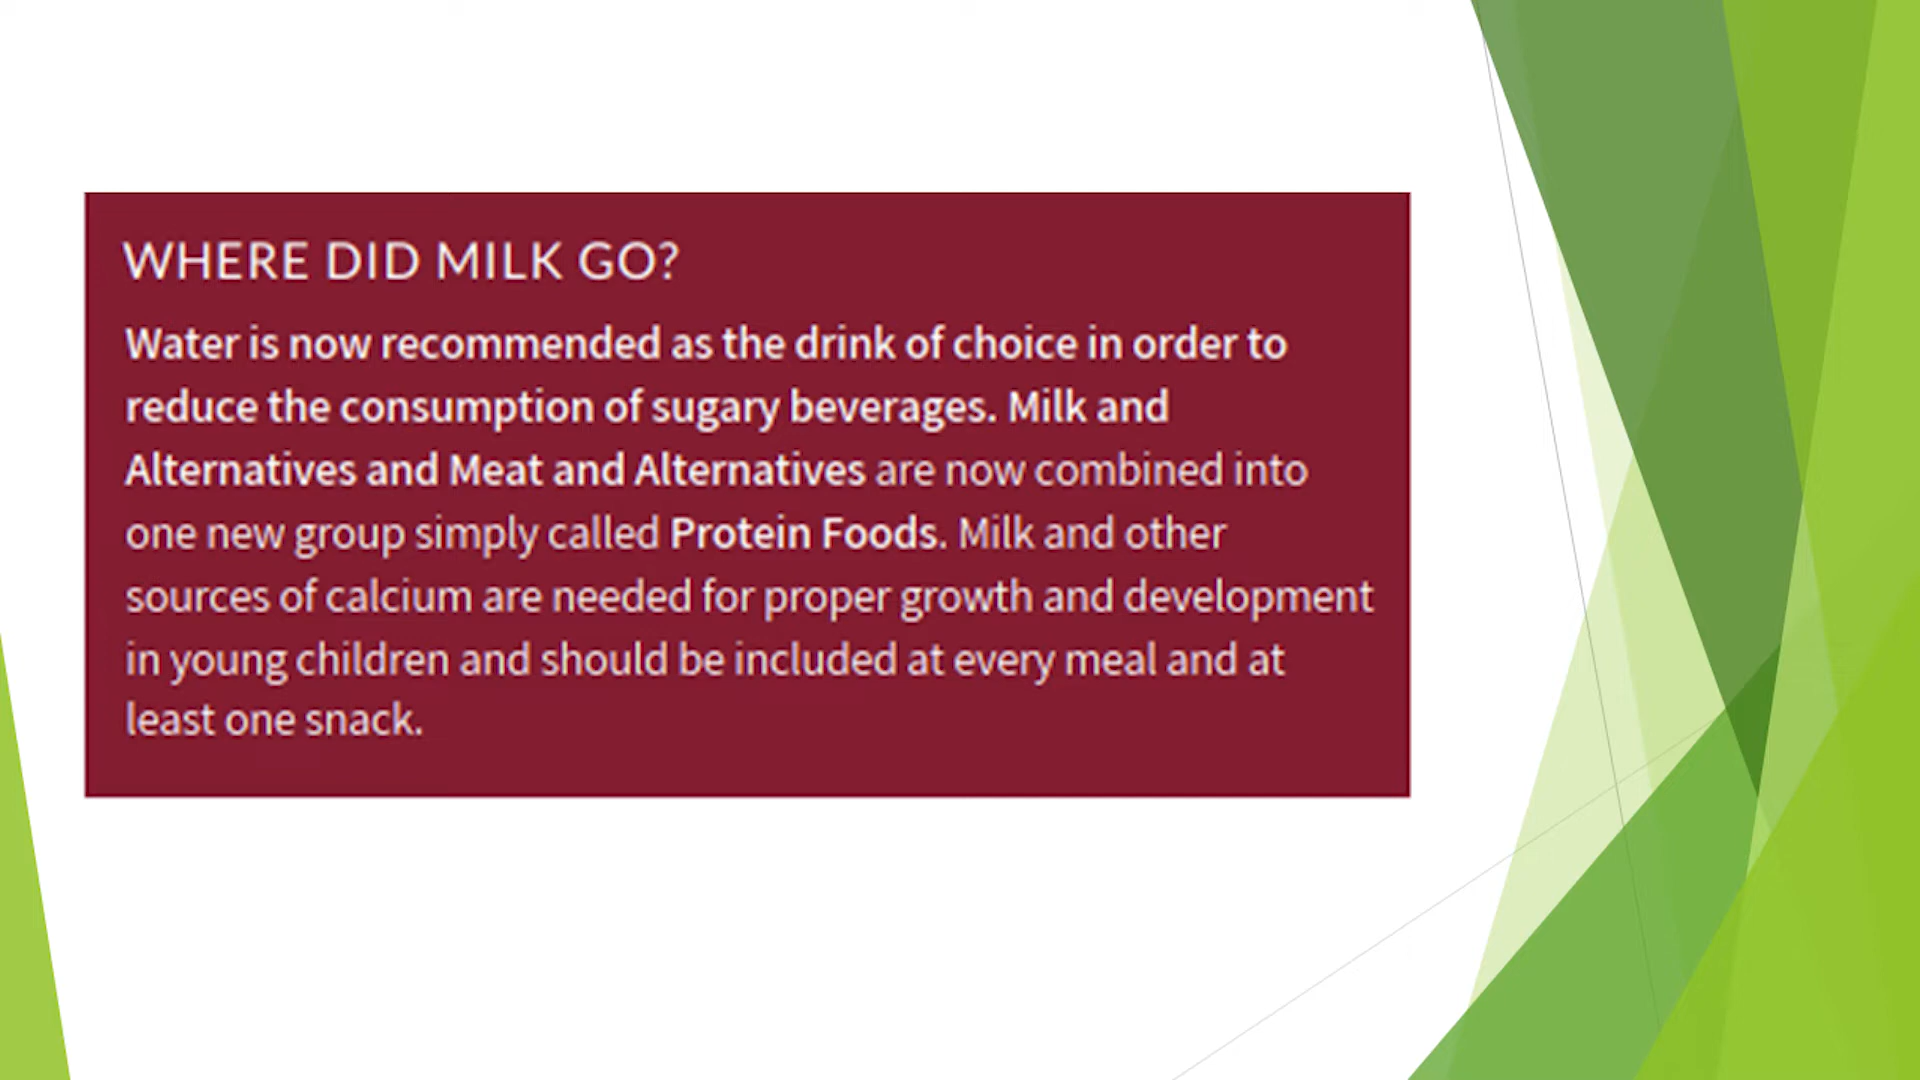 WHERE DID MILK GO?
Water is now recommended as the drink of choice in order to
reduce the consumption of sugary beverages. Milk and
Alternatives and Meat and Alternatives are now combined into
one new group simply called Protein Foods. Milk and other
sources of calcium are needed for proper growth and development
in young children and should be included at every meal and at
least one snack.